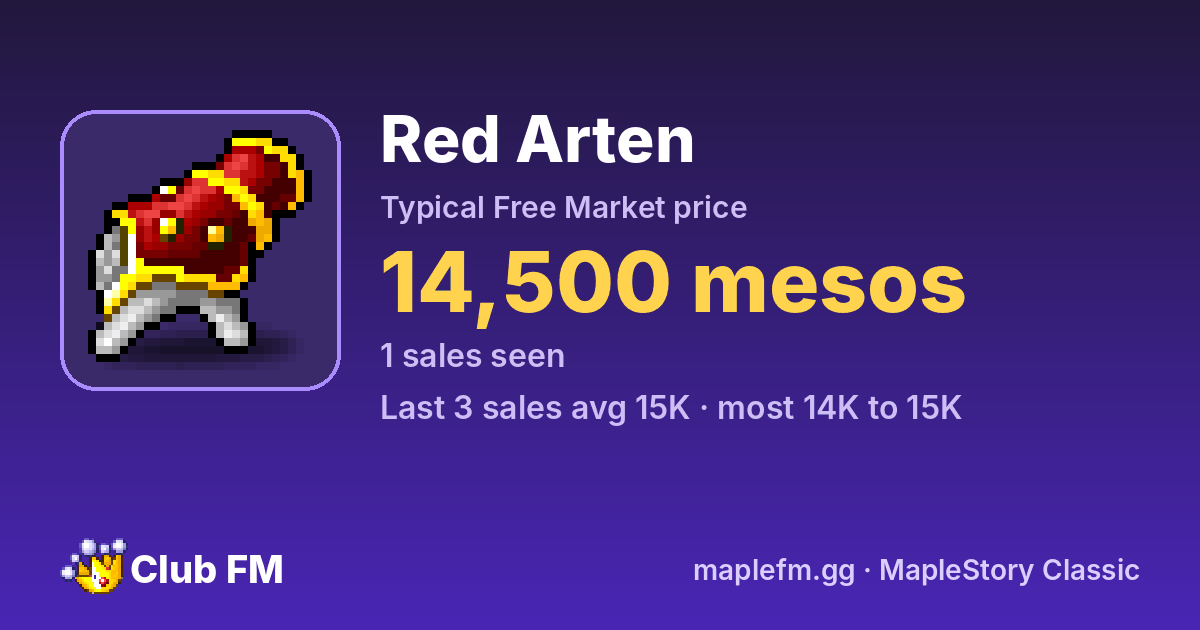 Red Arten
Typical Free Market price
14,500 mesos
1 sales seen
Last 3 sales avg 15K · most 14K to 15K
Club FM
maplefm.gg · MapleStory Classic